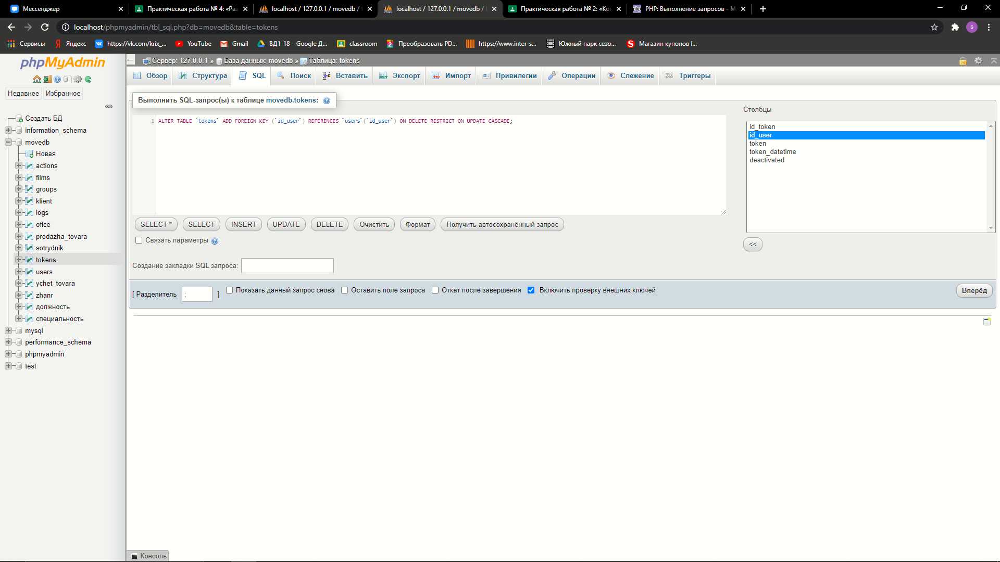 Мессенджер
Практическая работа № 4: «Раз
localhost / 127.0.0.1 / movedb / t
localhost / 127.0.0.1 / movedb / t
Практическая работа № 2: «Кон
PHP: Выполнение запросов - М
localhost/phpmyadmin/tbl_sql.php?db=movedb&table=tokens
S
Сервисы
Яндекс
https://vk.com/krix_...
YouTube
Gmail
ВД1-18 – Google Д...
classroom
Преобразовать PD...
https://www.inter-s...
Южный парк сезо...
Магазин купонов I...
phpMyAdmin
Недавнее
Избранное
Создать БД
information_schema
movedb
Новая
actions
films
groups
klient
logs
ofice
prodazha_tovara
sotrydnik
tokens
users
ychet_tovara
zhanr
должность
специальность
mysql
performance_schema
phpmyadmin
test
Сервер: 127.0.0.1 » База данных: movedb » Таблица: tokens
Обзор
Структура
SQL
Поиск
Вставить
Экспорт
Импорт
Привилегии
Операции
Слежение
Триггеры
Выполнить SQL-запрос(ы) к таблице movedb.tokens:
1 ALTER TABLE `tokens` ADD FOREIGN KEY (`id_user`) REFERENCES `users`(`id_user`) ON DELETE RESTRICT ON UPDATE CASCADE;
Столбцы
id_token
id_user
token
token_datetime
deactivated
<<
SELECT *
SELECT
INSERT
UPDATE
DELETE
Очистить
Формат
Получить автосохранённый запрос
Связать параметры
Создание закладки SQL запроса:
[ Разделитель ; ]
Показать данный запрос снова
Оставить поле запроса
Откат после завершения
Включить проверку внешних ключей
Вперёд
Консоль